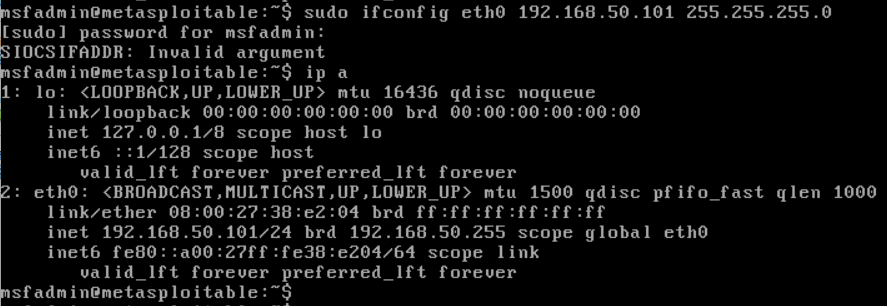 msfadmin@metasploitable:~$ sudo ifconfig eth0 192.168.50.101 255.255.255.0
[sudo] password for msfadmin:
SIOCSIFADDR: Invalid argument
msfadmin@metasploitable:~$ ip a
1: lo: <LOOPBACK,UP,LOWER_UP> mtu 16436 qdisc noqueue
    link/loopback 00:00:00:00:00:00 brd 00:00:00:00:00:00
    inet 127.0.0.1/8 scope host lo
    inet6 ::1/128 scope host
       valid_lft forever preferred_lft forever
2: eth0: <BROADCAST,MULTICAST,UP,LOWER_UP> mtu 1500 qdisc pfifo_fast qlen 1000
    link/ether 08:00:27:38:e2:04 brd ff:ff:ff:ff:ff:ff
    inet 192.168.50.101/24 brd 192.168.50.255 scope global eth0
    inet6 fe80::a00:27ff:fe38:e204/64 scope link
       valid_lft forever preferred_lft forever
msfadmin@metasploitable:~$